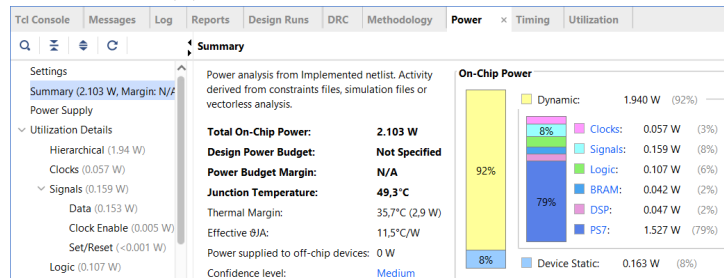 Tcl Console Messages Log Reports Design Runs DRC Methodology Power × Timing Utilization
Summary
Settings
Summary (2.103 W, Margin: N/A
Power Supply
Utilization Details
Hierarchical (1.94 W)
Clocks (0.057 W)
Signals (0.159 W)
Data (0.153 W)
Clock Enable (0.005 W)
Set/Reset (<0.001 W)
Logic (0.107 W)
Power analysis from Implemented netlist. Activity
derived from constraints files, simulation files or
vectorless analysis.
Total On-Chip Power: 2.103 W
Design Power Budget: Not Specified
Power Budget Margin: N/A
Junction Temperature: 49,3°C
Thermal Margin: 35,7°C (2,9 W)
Effective ϑJA: 11,5°C/W
Power supplied to off-chip devices: 0 W
Confidence level: Medium
On-Chip Power
Dynamic: 1.940 W (92%)
92%
8%
79%
Clocks: 0.057 W (3%)
Signals: 0.159 W (8%)
Logic: 0.107 W (6%)
BRAM: 0.042 W (2%)
DSP: 0.047 W (2%)
PS7: 1.527 W (79%)
8%
Device Static: 0.163 W (8%)